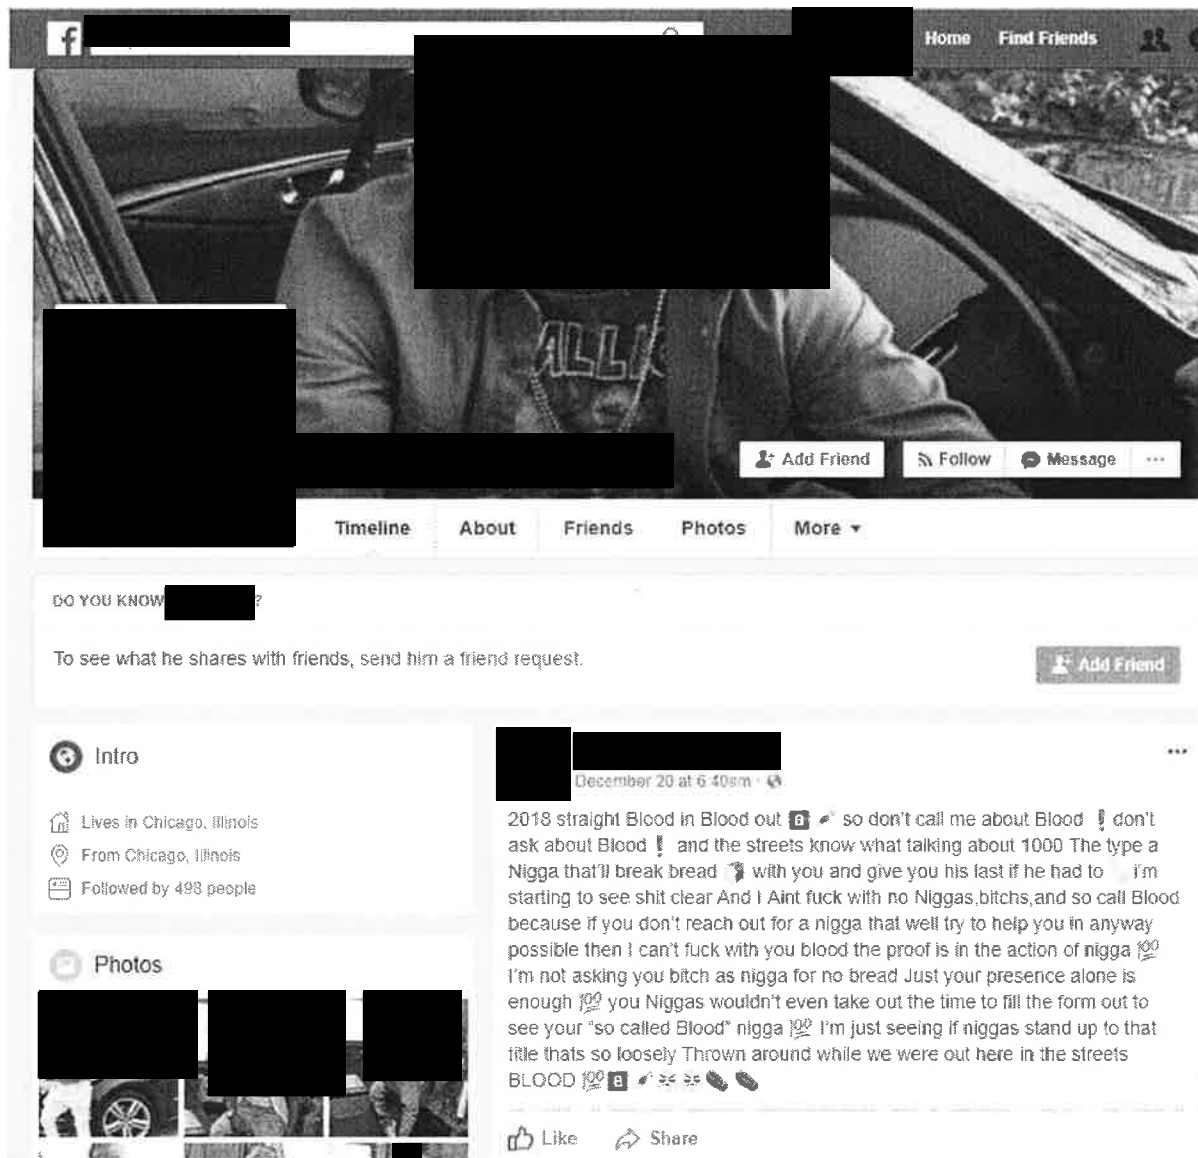 f
Home Find Friends
ALLI
Add Friend Follow Message ...
Timeline About Friends Photos More
DO YOU KNOW ?
To see what he shares with friends, send him a friend request.
Add Friend
Intro
Lives in Chicago, Illinois
From Chicago, Illinois
Followed by 498 people
Photos
...
December 20 at 6:40am ·
2018 straight Blood in Blood out 🅱 so don't call me about Blood ❗ don't
ask about Blood ❗ and the streets know what talking about 1000 The type a
Nigga that'll break bread with you and give you his last if he had to i'm
starting to see shit clear And I Aint fuck with no Niggas,bitchs,and so call Blood
because if you don't reach out for a nigga that well try to help you in anyway
possible then I can't fuck with you blood the proof is in the action of nigga 💯
I'm not asking you bitch as nigga for no bread Just your presence alone is
enough 💯 you Niggas wouldn't even take out the time to fill the form out to
see your "so called Blood" nigga 💯 I'm just seeing if niggas stand up to that
title thats so loosely Thrown around while we were out here in the streets
BLOOD 💯🅱
Like Share